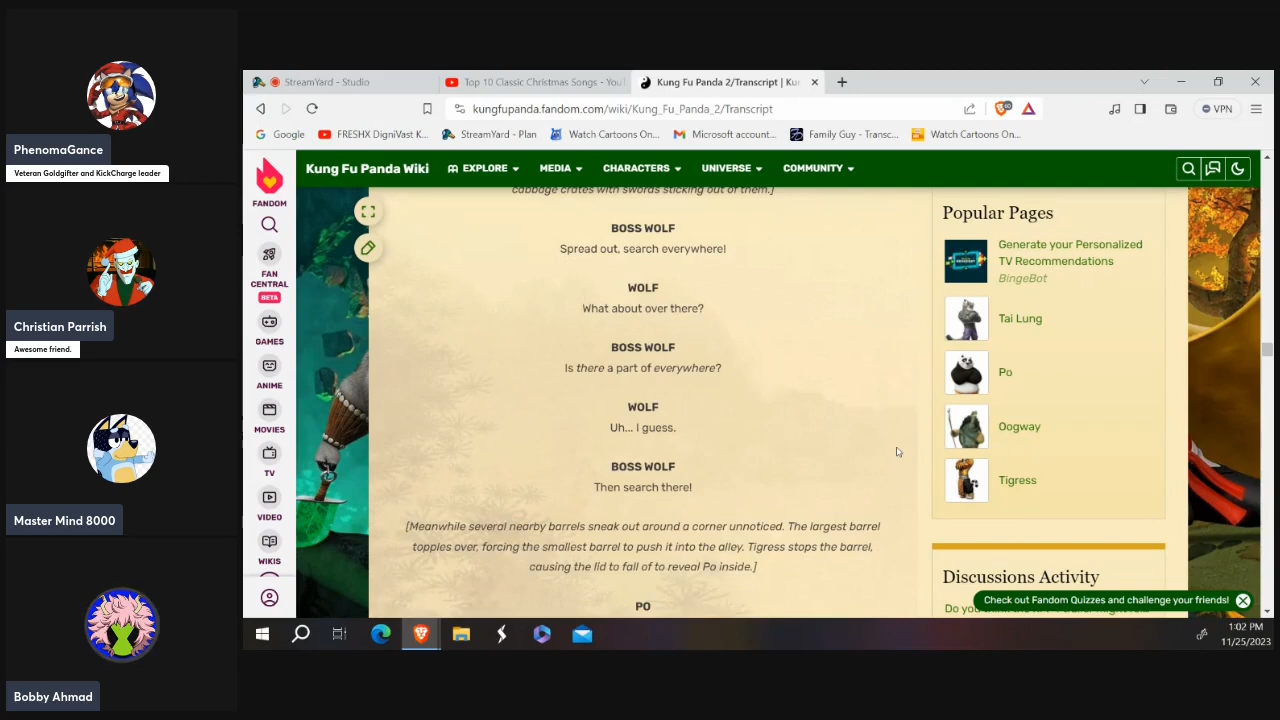 PhenomaGance
Veteran Goldgifter and KickCharge leader
Christian Parrish
Awesome friend.
Master Mind 8000
Bobby Ahmad
StreamYard - Studio
Top 10 Classic Christmas Songs - You
Kung Fu Panda 2/Transcript | Ku
kungfupanda.fandom.com/wiki/Kung_Fu_Panda_2/Transcript
VPN
Google
FRESHX DigniVast K...
StreamYard - Plan
Watch Cartoons On...
Microsoft account...
Family Guy - Transc...
Watch Cartoons On...
Kung Fu Panda Wiki
EXPLORE
MEDIA
CHARACTERS
UNIVERSE
COMMUNITY
FANDOM
FAN
CENTRAL
BETA
GAMES
ANIME
MOVIES
TV
VIDEO
WIKIS
cabbage crates with swords sticking out of them.]
BOSS WOLF
Spread out, search everywhere!
WOLF
What about over there?
BOSS WOLF
Is there a part of everywhere?
WOLF
Uh... I guess.
BOSS WOLF
Then search there!
[Meanwhile several nearby barrels sneak out around a corner unnoticed. The largest barrel
topples over, forcing the smallest barrel to push it into the alley. Tigress stops the barrel,
causing the lid to fall of to reveal Po inside.]
PO
Popular Pages
Generate your Personalized
TV Recommendations
BingeBot
Tai Lung
Po
Oogway
Tigress
Discussions Activity
Check out Fandom Quizzes and challenge your friends!
1:02 PM
11/25/2023